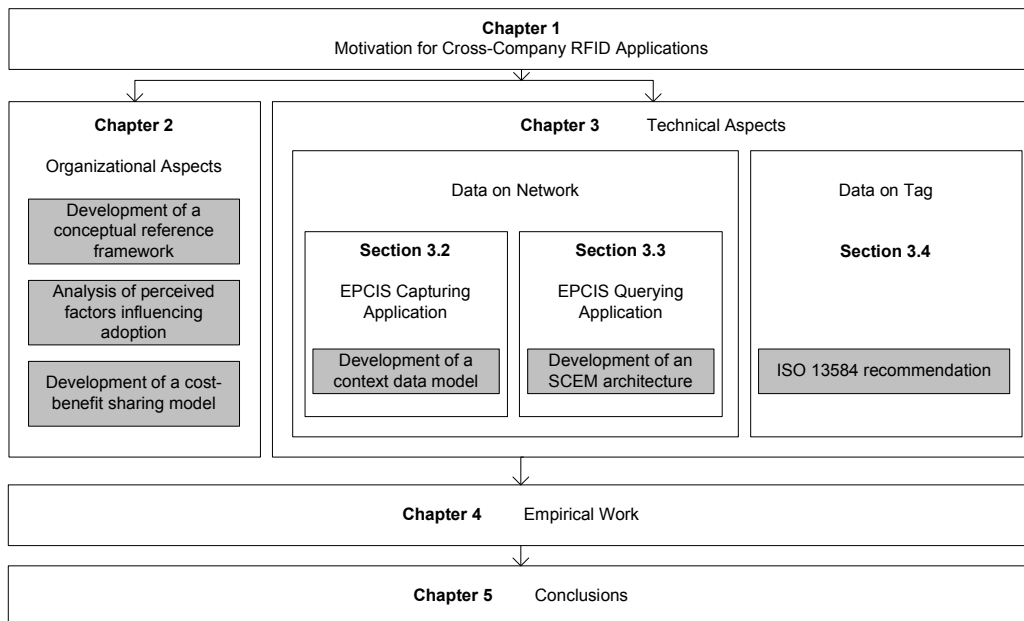 Chapter 1
Motivation for Cross-Company RFID Applications
Chapter 2
Organizational Aspects
Development of a
conceptual reference
framework
Analysis of perceived
factors influencing
adoption
Development of a cost-
benefit sharing model
Chapter 3 Technical Aspects
Data on Network
Section 3.2
EPCIS Capturing
Application
Development of a
context data model
Section 3.3
EPCIS Querying
Application
Development of an
SCEM architecture
Data on Tag
Section 3.4
ISO 13584 recommendation
Chapter 4 Empirical Work
Chapter 5 Conclusions